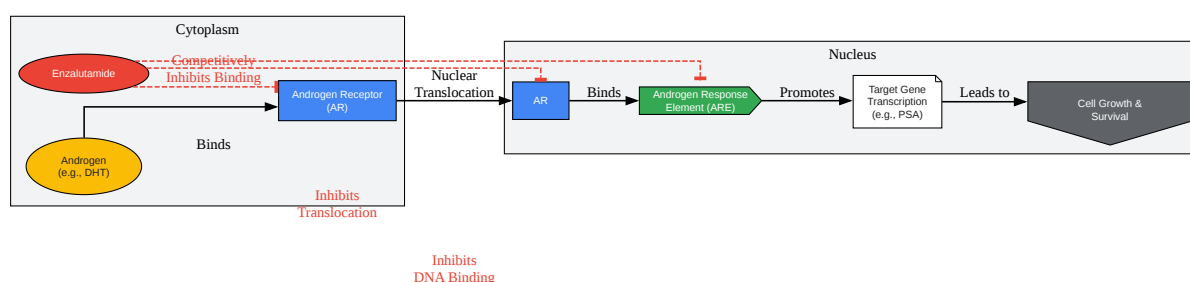 Cytoplasm
Enzalutamide
Competitively
Inhibits Binding
Androgen Receptor
(AR)
Binds
Androgen
(e.g., DHT)
Inhibits
Translocation
Inhibits
DNA Binding
Nuclear
Translocation
Nucleus
AR
Binds
Androgen Response
Element (ARE)
Promotes
Target Gene
Transcription
(e.g., PSA)
Leads to
Cell Growth &
Survival